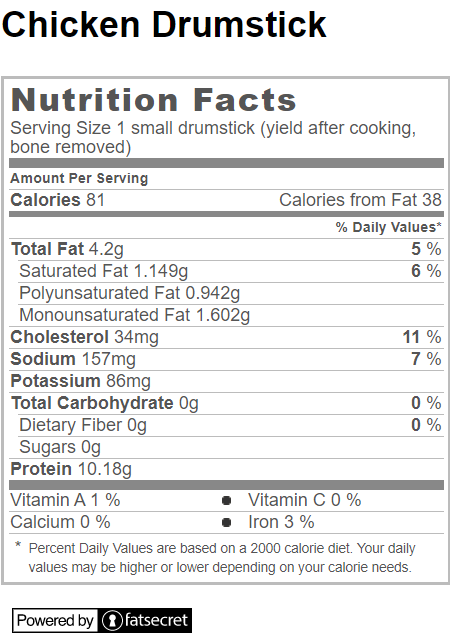 Chicken Drumstick
Nutrition Facts
Serving Size 1 small drumstick (yield after cooking,
bone removed)
Amount Per Serving
Calories 81 Calories from Fat 38
% Daily Values*
Total Fat 4.2g 5 %
Saturated Fat 1.149g 6 %
Polyunsaturated Fat 0.942g
Monounsaturated Fat 1.602g
Cholesterol 34mg 11 %
Sodium 157mg 7 %
Potassium 86mg
Total Carbohydrate 0g 0 %
Dietary Fiber 0g 0 %
Sugars 0g
Protein 10.18g
Vitamin A 1 % ● Vitamin C 0 %
Calcium 0 % ● Iron 3 %
* Percent Daily Values are based on a 2000 calorie diet. Your daily
values may be higher or lower depending on your calorie needs.
Powered by fatsecret